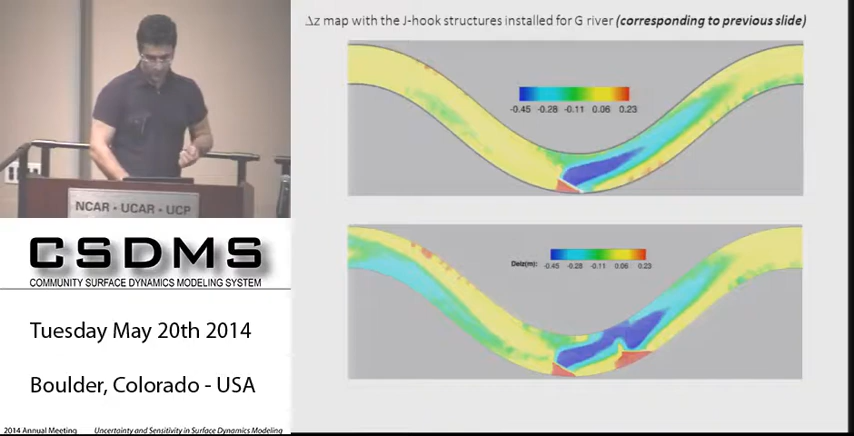 Δz map with the J-hook structures installed for G river (corresponding to previous slide)
-0.45 -0.28 -0.11 0.06 0.23
NCAR • UCAR • UCP
CSDMS
COMMUNITY SURFACE DYNAMICS MODELING SYSTEM
Delz(m): -0.45 -0.28 -0.11 0.06 0.23
Tuesday May 20th 2014
Boulder, Colorado - USA
2014 Annual Meeting Uncertainty and Sensitivity in Surface Dynamics Modeling